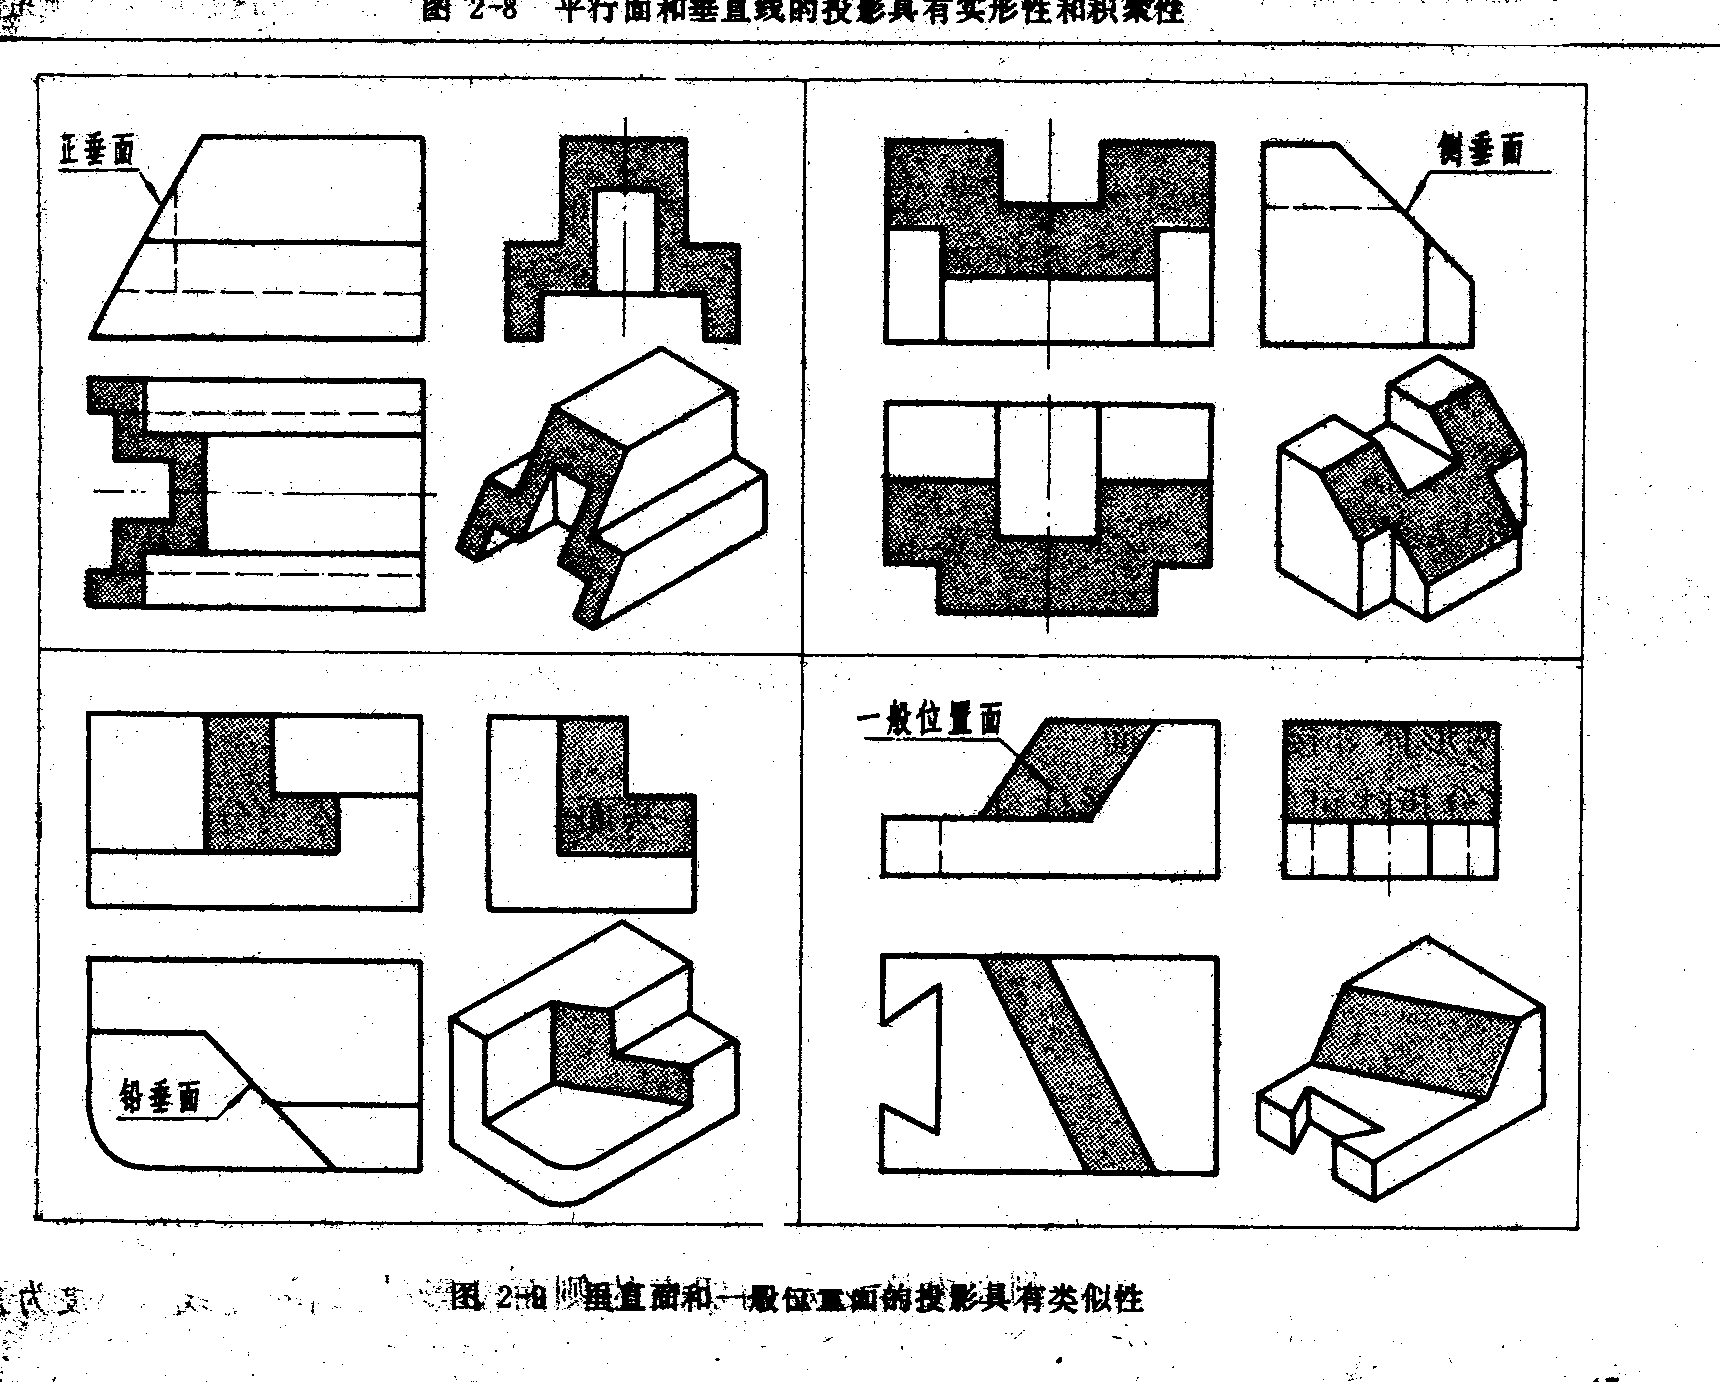 图 2-8 平行面和垂直线的投影具有实形性和积聚性
正垂面
侧垂面
一般位置面
铅垂面
图 2-9 垂直面和一般位置面的投影具有类似性